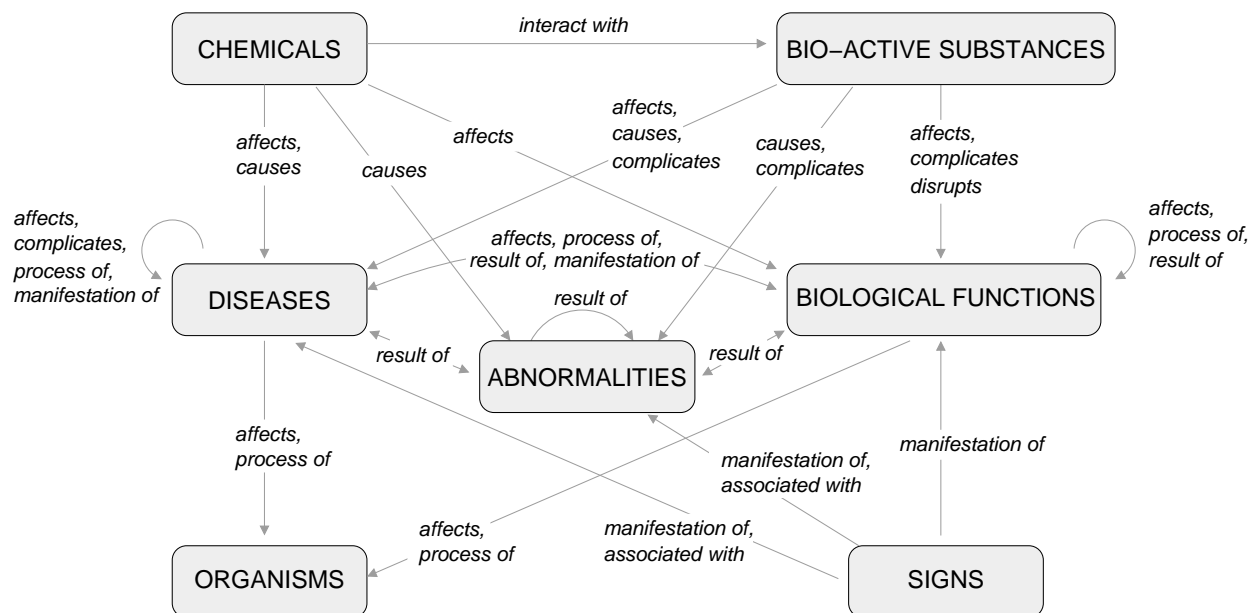 interact with
CHEMICALS
BIO−ACTIVE SUBSTANCES
affects,
causes
causes
affects
affects,
causes,
complicates
causes,
complicates
affects,
complicates
disrupts
affects,
complicates,
process of,
manifestation of
affects, process of,
result of, manifestation of
affects,
process of,
result of
DISEASES
BIOLOGICAL FUNCTIONS
result of
result of
result of
ABNORMALITIES
affects,
process of
manifestation of
manifestation of,
associated with
affects,
process of
manifestation of,
associated with
ORGANISMS
SIGNS